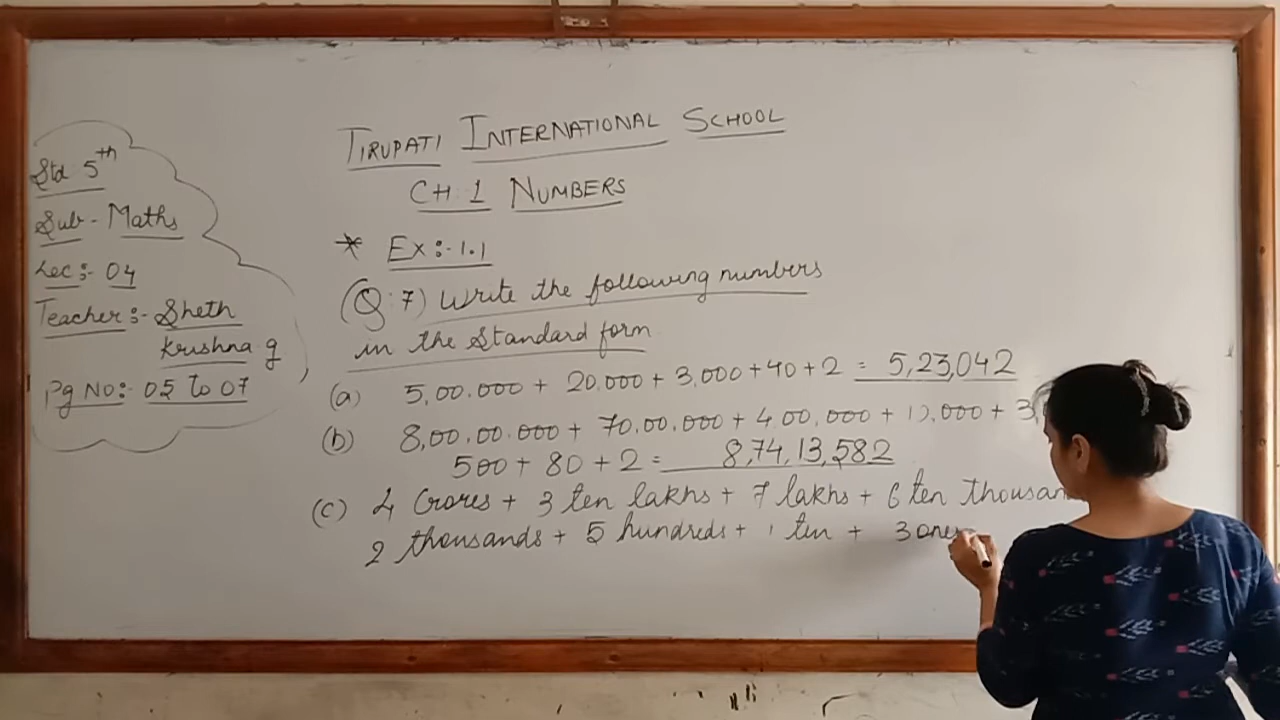 TIRUPATI INTERNATIONAL SCHOOL
CH 1 NUMBERS
Std 5th
Sub - Maths
Lec :- 04
Teacher :- Sheth
Krushna g
Pg No:- 05 to 07
* Ex :- 1.1
(Q : 7) Write the following numbers
in the Standard form
(a) 5,00,000 + 20,000 + 3,000 + 40 + 2 = 5,23,042
(b) 8,00,00,000 + 70,00,000 + 4,00,000 + 10,000 + 3,
500 + 80 + 2 = 8,74,13,582
(c) 4 Crores + 3 ten lakhs + 7 lakhs + 6 ten thousan
2 thousands + 5 hundreds + 1 ten + 3 ones